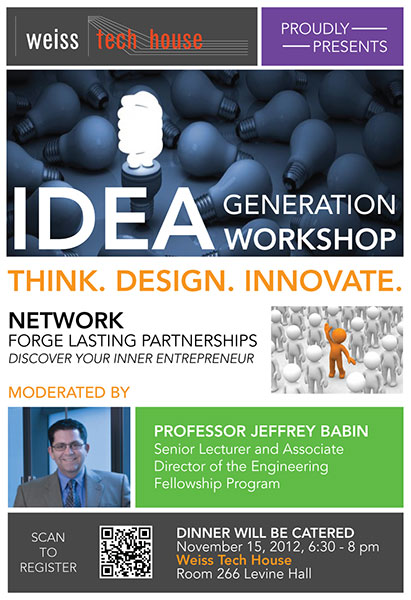 weiss tech house
PROUDLY
PRESENTS
IDEA GENERATION
WORKSHOP
THINK. DESIGN. INNOVATE.
NETWORK
FORGE LASTING PARTNERSHIPS
DISCOVER YOUR INNER ENTREPRENEUR
MODERATED BY
PROFESSOR JEFFREY BABIN
Senior Lecturer and Associate
Director of the Engineering
Fellowship Program
SCAN
TO
REGISTER
DINNER WILL BE CATERED
November 15, 2012, 6:30 - 8 pm
Weiss Tech House
Room 266 Levine Hall